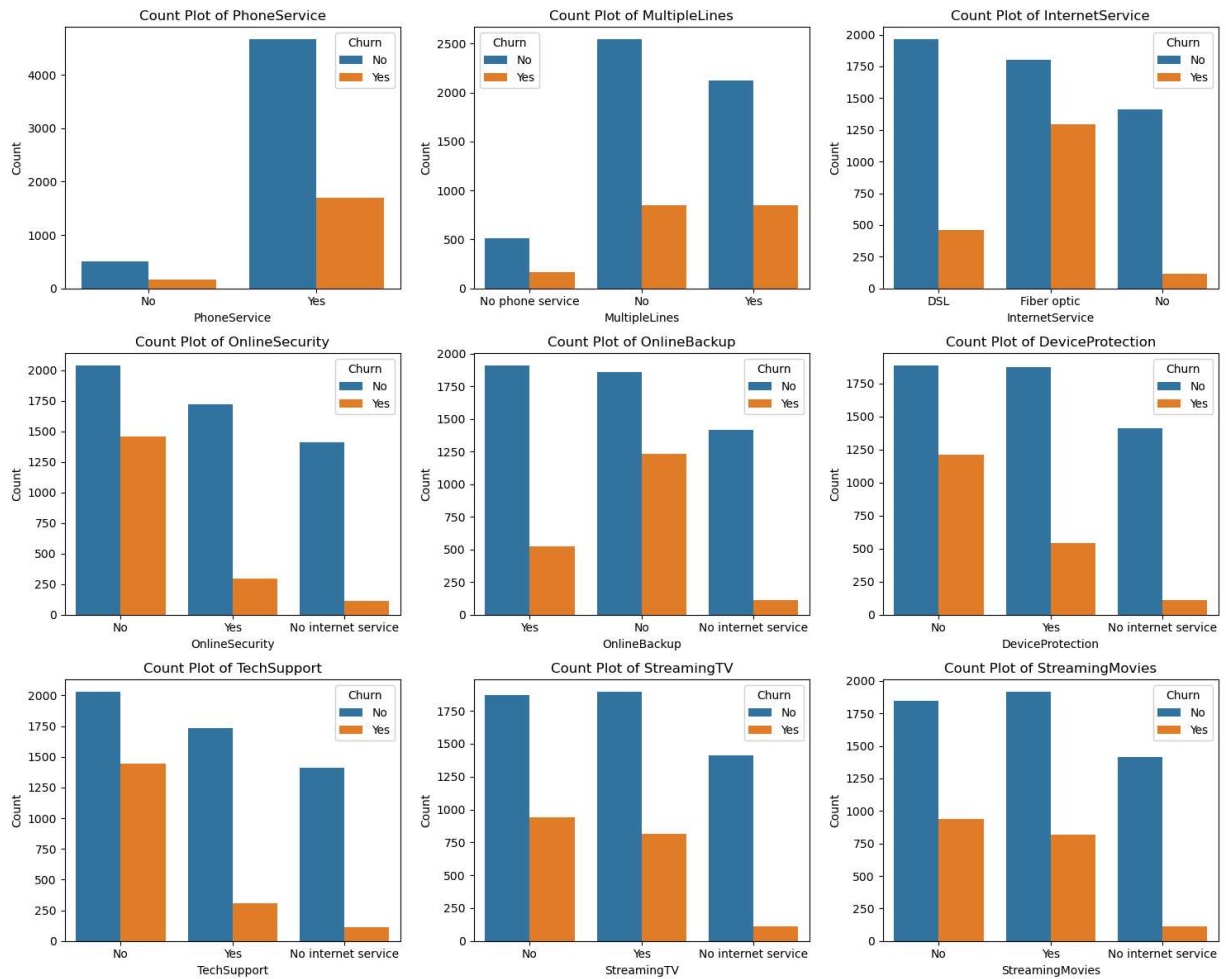 Count Plot of PhoneService
Churn
No
Yes
4000
3000
2000
1000
0
Count
No Yes
PhoneService
Count Plot of MultipleLines
Churn
No
Yes
2500
2000
1500
1000
500
0
Count
No phone service No Yes
MultipleLines
Count Plot of InternetService
Churn
No
Yes
2000
1750
1500
1250
1000
750
500
250
0
Count
DSL Fiber optic No
InternetService
Count Plot of OnlineSecurity
Churn
No
Yes
2000
1750
1500
1250
1000
750
500
250
0
Count
No Yes No internet service
OnlineSecurity
Count Plot of OnlineBackup
Churn
No
Yes
2000
1750
1500
1250
1000
750
500
250
0
Count
Yes No No internet service
OnlineBackup
Count Plot of DeviceProtection
Churn
No
Yes
1750
1500
1250
1000
750
500
250
0
Count
No Yes No internet service
DeviceProtection
Count Plot of TechSupport
Churn
No
Yes
2000
1750
1500
1250
1000
750
500
250
0
Count
No Yes No internet service
TechSupport
Count Plot of StreamingTV
Churn
No
Yes
1750
1500
1250
1000
750
500
250
0
Count
No Yes No internet service
StreamingTV
Count Plot of StreamingMovies
Churn
No
Yes
2000
1750
1500
1250
1000
750
500
250
0
Count
No Yes No internet service
StreamingMovies